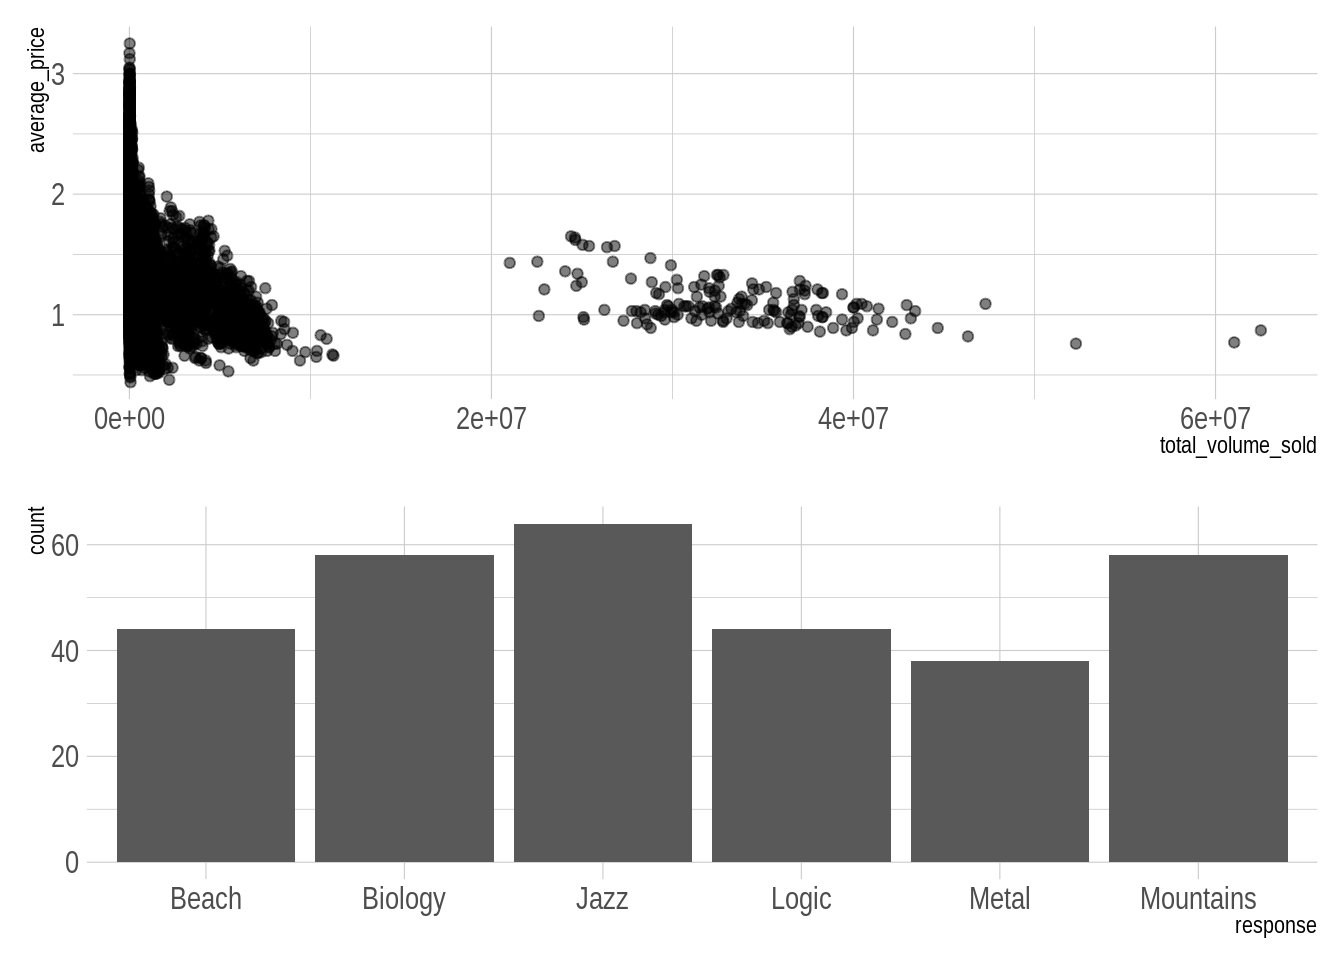 average_price
3
2
1
0e+00 2e+07 4e+07 6e+07
total_volume_sold
count
60
40
20
0
Beach Biology Jazz Logic Metal Mountains
response